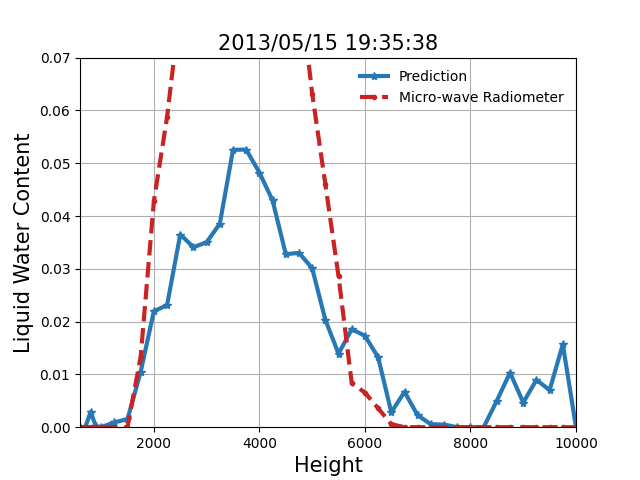 2013/05/15 19:35:38
Prediction
Micro-wave Radiometer
Liquid Water Content
0.07
0.06
0.05
0.04
0.03
0.02
0.01
0.00
2000 4000 6000 8000 10000
Height